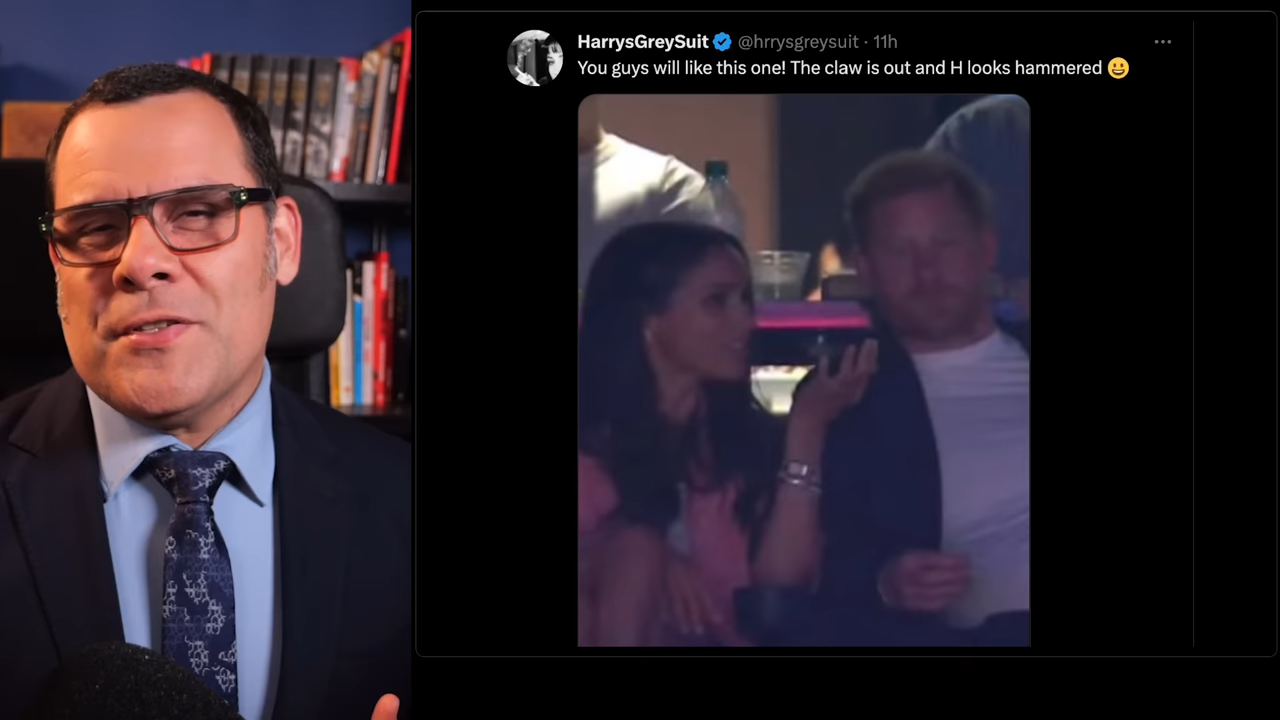 HarrysGreySuit @hrrysgreysuit · 11h
You guys will like this one! The claw is out and H looks hammered 😀